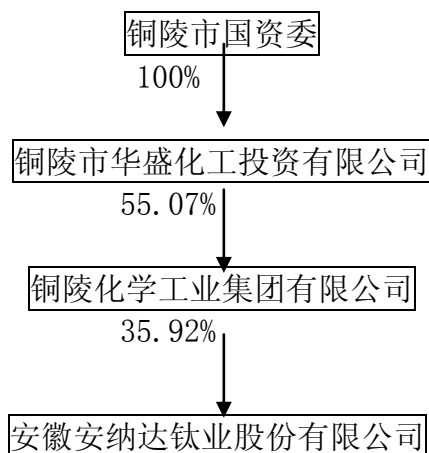 铜陵市国资委
100%
铜陵市华盛化工投资有限公司
55.07%
铜陵化学工业集团有限公司
35.92%
安徽安纳达钛业股份有限公司